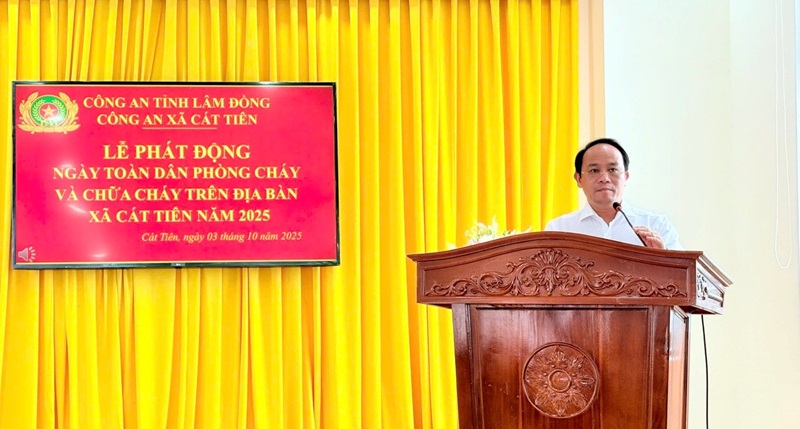 CÔNG AN TỈNH LÂM ĐỒNG
CÔNG AN XÃ CÁT TIÊN
LỄ PHÁT ĐỘNG
NGÀY TOÀN DÂN PHÒNG CHÁY
VÀ CHỮA CHÁY TRÊN ĐỊA BÀN
XÃ CÁT TIÊN NĂM 2025
Cát Tiên, ngày 03 tháng 10 năm 2025